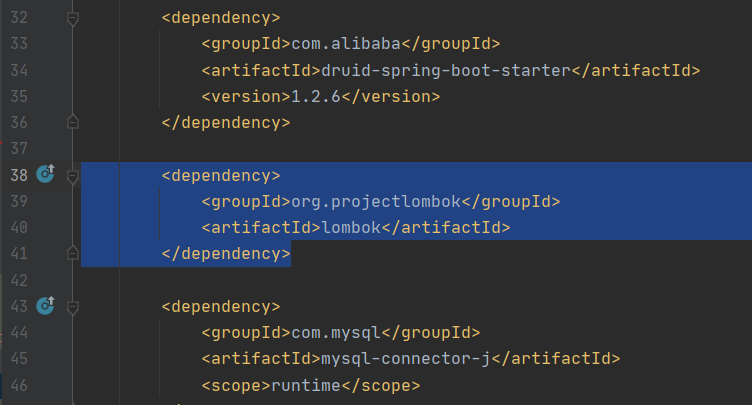 32 <dependency>
33 <groupId>com.alibaba</groupId>
34 <artifactId>druid-spring-boot-starter</artifactId>
35 <version>1.2.6</version>
36 </dependency>
37
38 <dependency>
39 <groupId>org.projectlombok</groupId>
40 <artifactId>lombok</artifactId>
41 </dependency>
42
43 <dependency>
44 <groupId>com.mysql</groupId>
45 <artifactId>mysql-connector-j</artifactId>
46 <scope>runtime</scope>